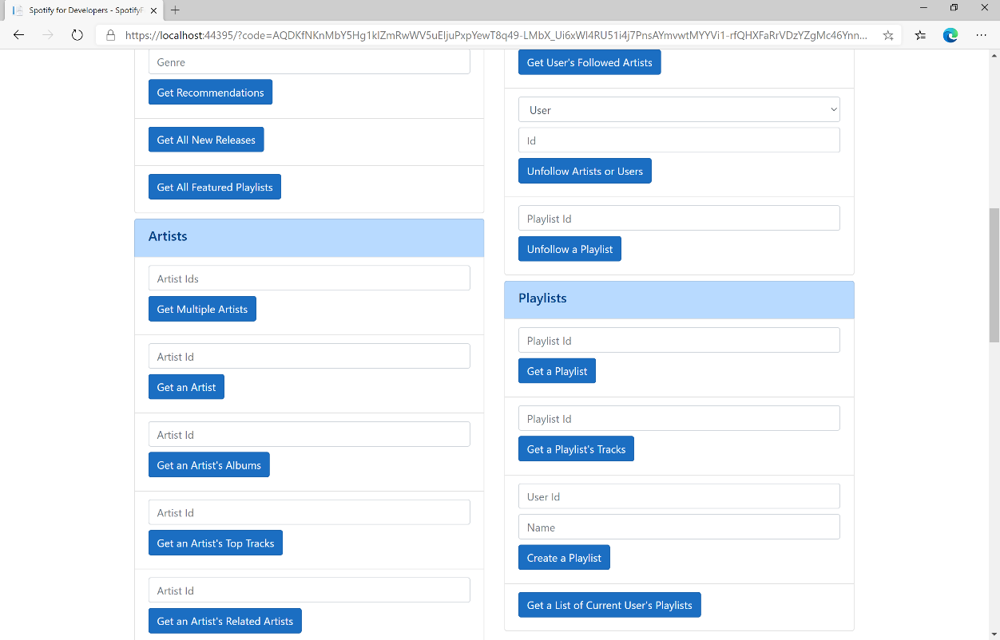 Spotify for Developers - SpotifyF
https://localhost:44395/?code=AQDKfNKnMbY5Hg1kIZmRwWV5uEljuPxpYewT8q49-LMbX_Ui6xWl4RU51i4j7PnsAYmvwtMYYVi1-rfQHXFaRrVDzYZgMc46Ynn...
Genre
Get Recommendations
Get All New Releases
Get All Featured Playlists
Artists
Artist Ids
Get Multiple Artists
Artist Id
Get an Artist
Artist Id
Get an Artist's Albums
Artist Id
Get an Artist's Top Tracks
Artist Id
Get an Artist's Related Artists
Get User's Followed Artists
User
Id
Unfollow Artists or Users
Playlist Id
Unfollow a Playlist
Playlists
Playlist Id
Get a Playlist
Playlist Id
Get a Playlist's Tracks
User Id
Name
Create a Playlist
Get a List of Current User's Playlists